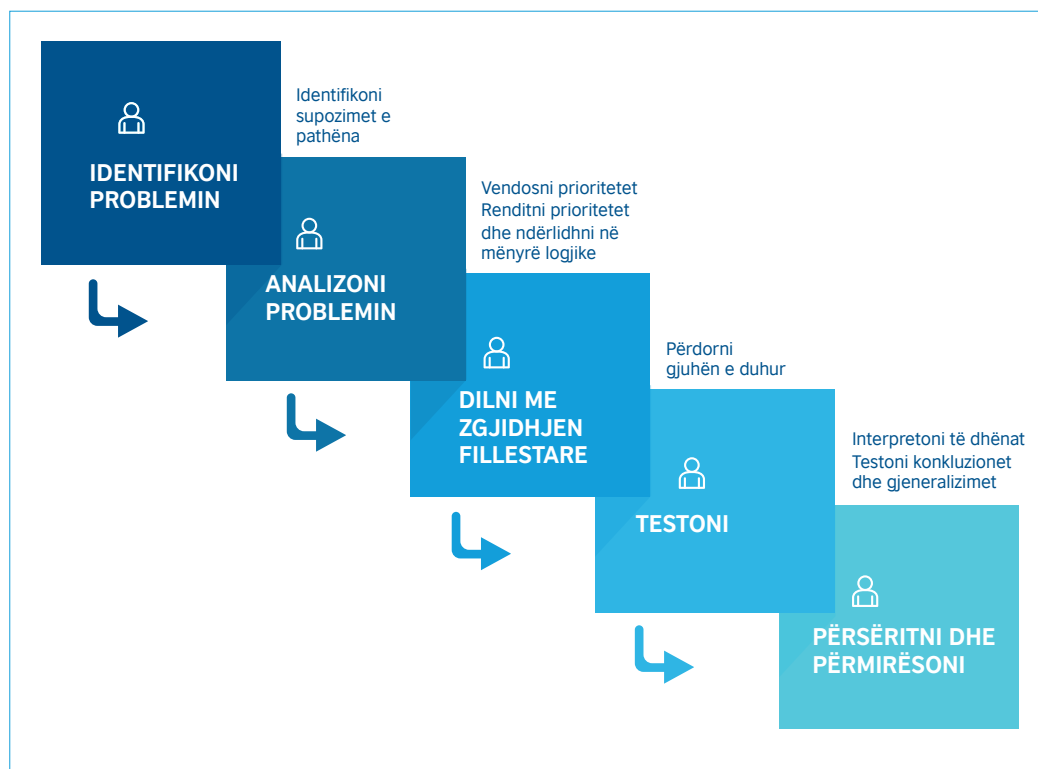 IDENTIFIKONI
PROBLEMIN
Identifikoni
supozimet e
pathëna
ANALIZONI
PROBLEMIN
Vendosni prioritetet
Renditni prioritetet
dhe ndërlidhni në
mënyrë logjike
DILNI ME
ZGJIDHJEN
FILLESTARE
Përdorni
gjuhën e duhur
TESTONI
Interpretoni të dhënat
Testoni konkluzionet
dhe gjeneralizimet
PËRSËRITNI DHE
PËRMIRËSONI